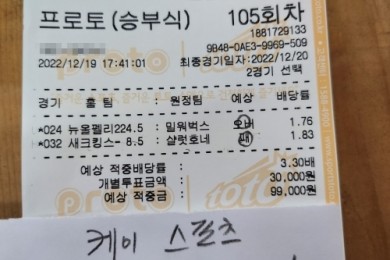 프로토(승부식) 105회차
1881729133
9B48-0AE3-9969-509
2022/12/19 17:41:01 최종경기일자:2022/12/20
2경기 선택
경기 홈팀 : 원정팀 예상 배당률
*024 뉴올펠리224.5 : 밀워벅스 오버 1.76
*032 새크킹스- 8.5 : 샬럿호네 패 1.83
예상 적중배당률 : 3.30배
개별투표금액 : 30,000원
예상 적중금 : 99,000원
케이 스포츠